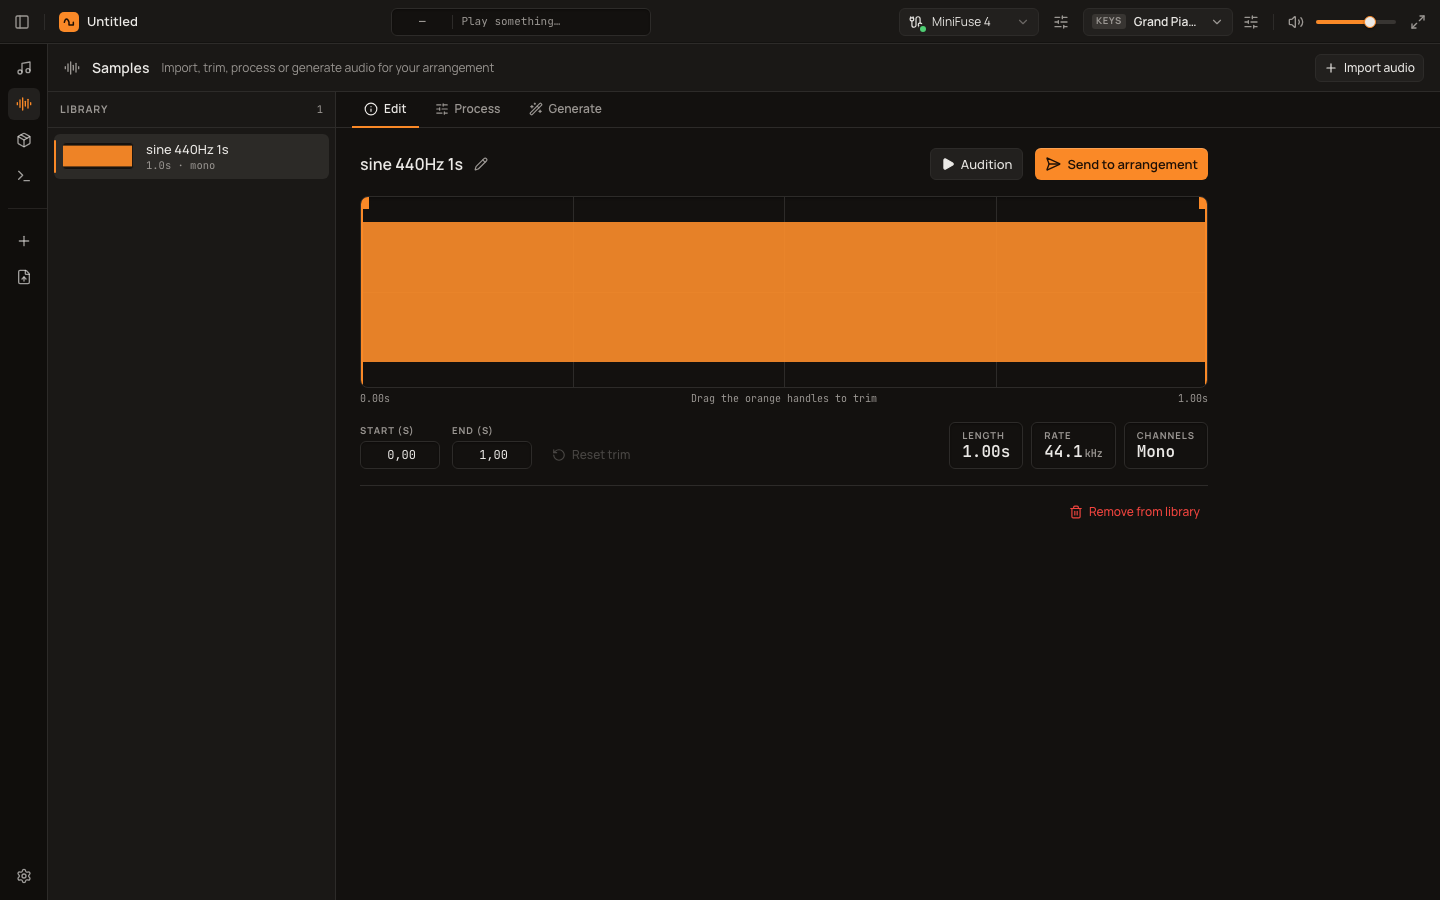 Untitled
– Play something…
MiniFuse 4
KEYS Grand Pia…
Samples Import, trim, process or generate audio for your arrangement
Import audio
LIBRARY 1
Edit Process Generate
sine 440Hz 1s
1.0s · mono
sine 440Hz 1s
Audition
Send to arrangement
0.00s Drag the orange handles to trim 1.00s
START (S) END (S)
0,00 1,00 Reset trim
LENGTH RATE CHANNELS
1.00s 44.1 kHz Mono
Remove from library